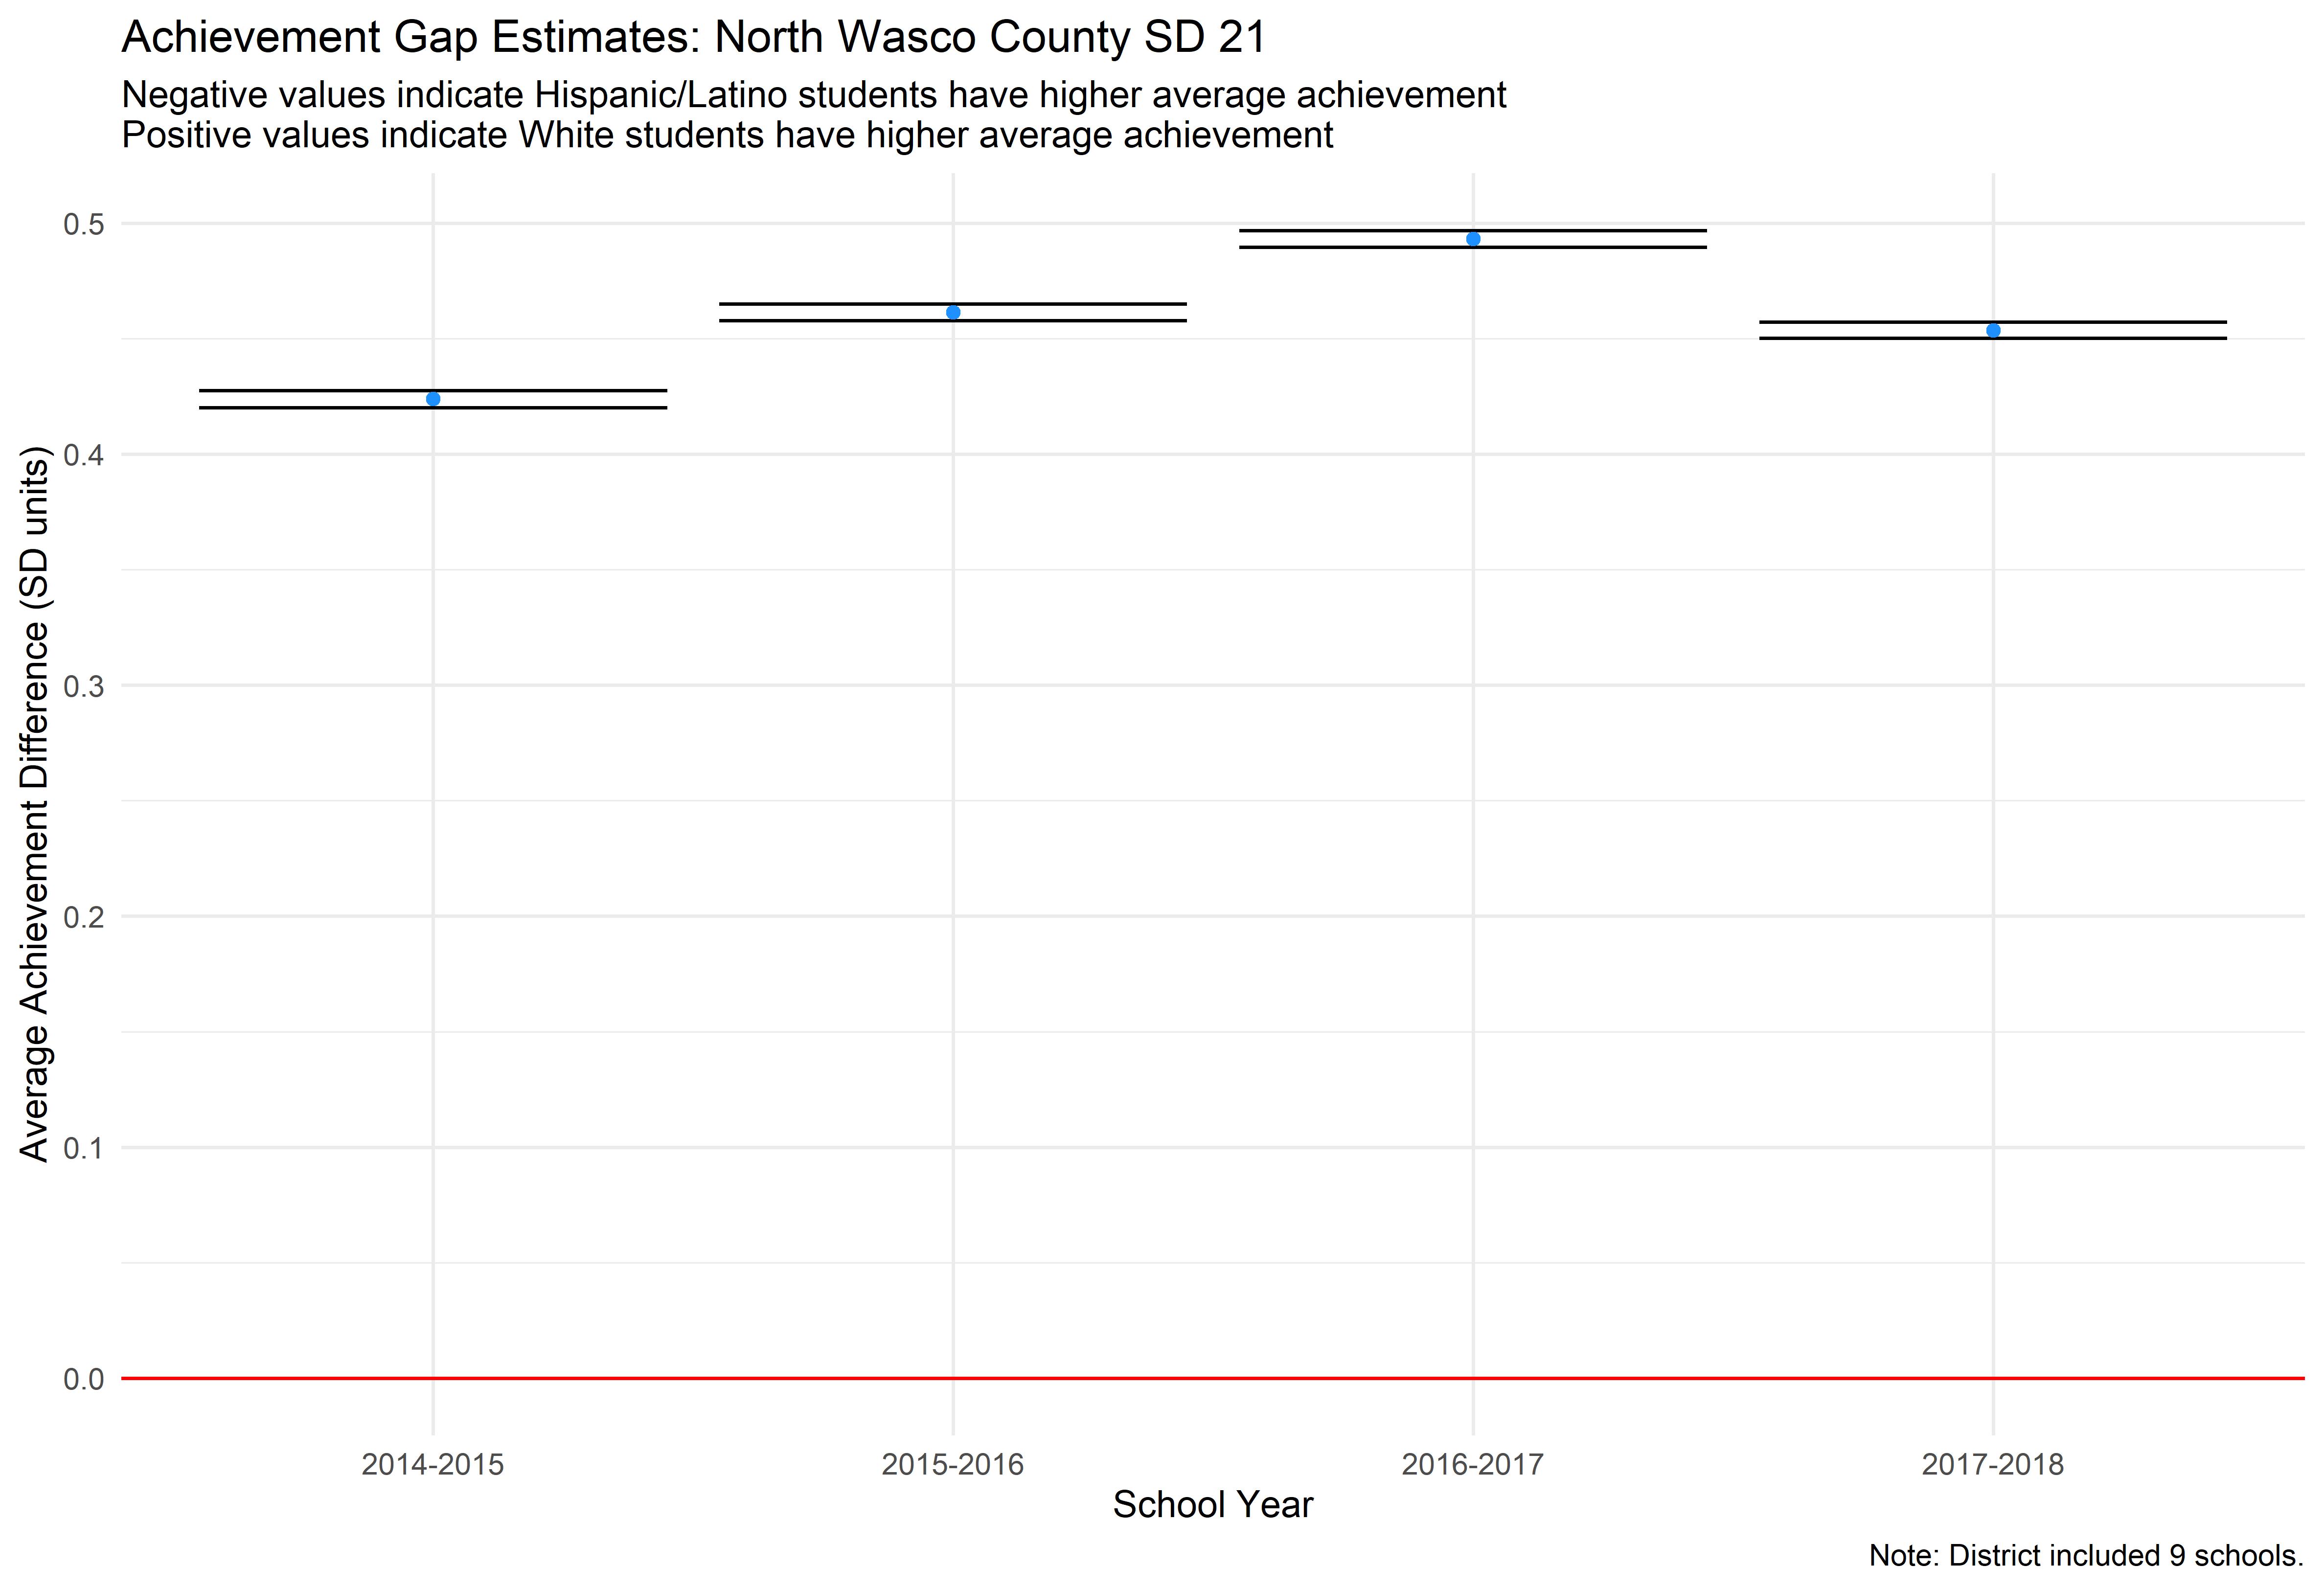 Achievement Gap Estimates: North Wasco County SD 21
Negative values indicate Hispanic/Latino students have higher average achievement
Positive values indicate White students have higher average achievement
Average Achievement Difference (SD units)
0.5
0.4
0.3
0.2
0.1
0.0
2014-2015
2015-2016
2016-2017
2017-2018
School Year
Note: District included 9 schools.